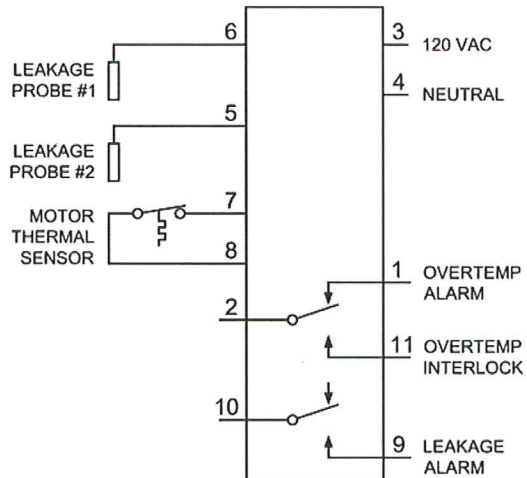 6
3
120 VAC
LEAKAGE
PROBE #1
4
NEUTRAL
5
LEAKAGE
PROBE #2
7
MOTOR
THERMAL
SENSOR
8
1
OVERTEMP
ALARM
2
11
OVERTEMP
INTERLOCK
10
9
LEAKAGE
ALARM